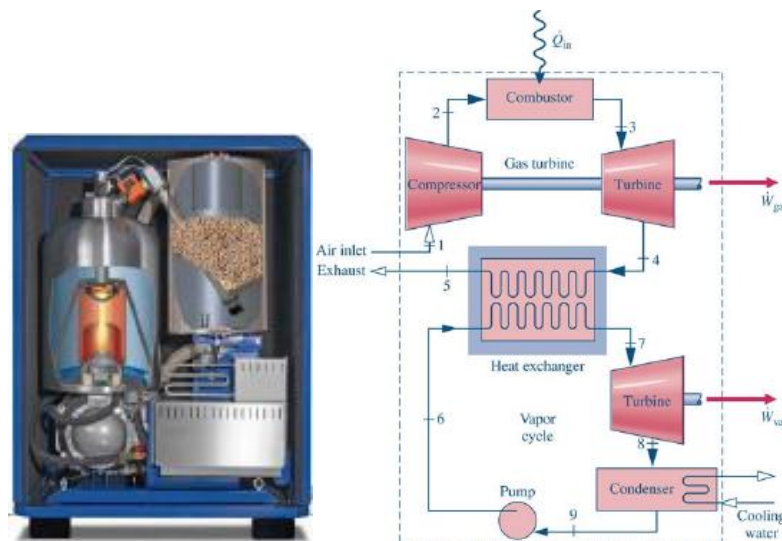 Q̇in
Combustor
2
3
Gas turbine
Compressor
Turbine
Air inlet
1
Exhaust
5
4
Heat exchanger
7
Turbine
6
Vapor
cycle
8
Pump
Condenser
9
Cooling
water